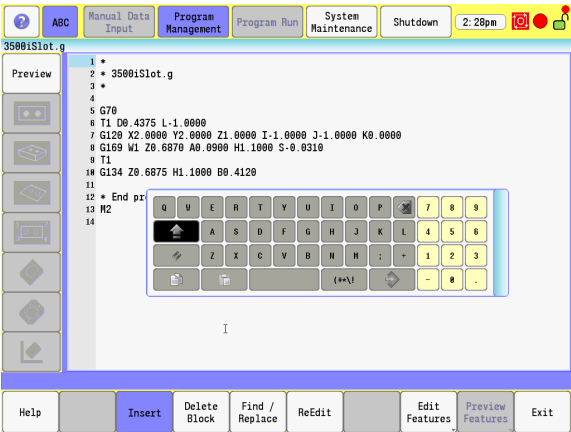 ABC
Manual Data Input
Program Management
Program Run
System Maintenance
Shutdown
2:28pm
3500iSlot.g
Preview
1 *
2 * 3500iSlot.g
3 *
4
5 G70
6 T1 D0.4375 L-1.0000
7 G120 X2.0000 Y2.0000 Z1.0000 I-1.0000 J-1.0000 K0.0000
8 G169 W1 Z0.6870 A0.0900 H1.1000 S-0.0310
9 T1
10 G134 Z0.6875 H1.1000 B0.4120
11
12 * End pr
13 M2
14
Q W E R T Y U I O P 7 8 9
A S D F G H J K L 4 5 6
Z X C V B N M ; + 1 2 3
(**\! - 0 .
Help
Insert
Delete Block
Find / Replace
ReEdit
Edit Features
Preview Features
Exit